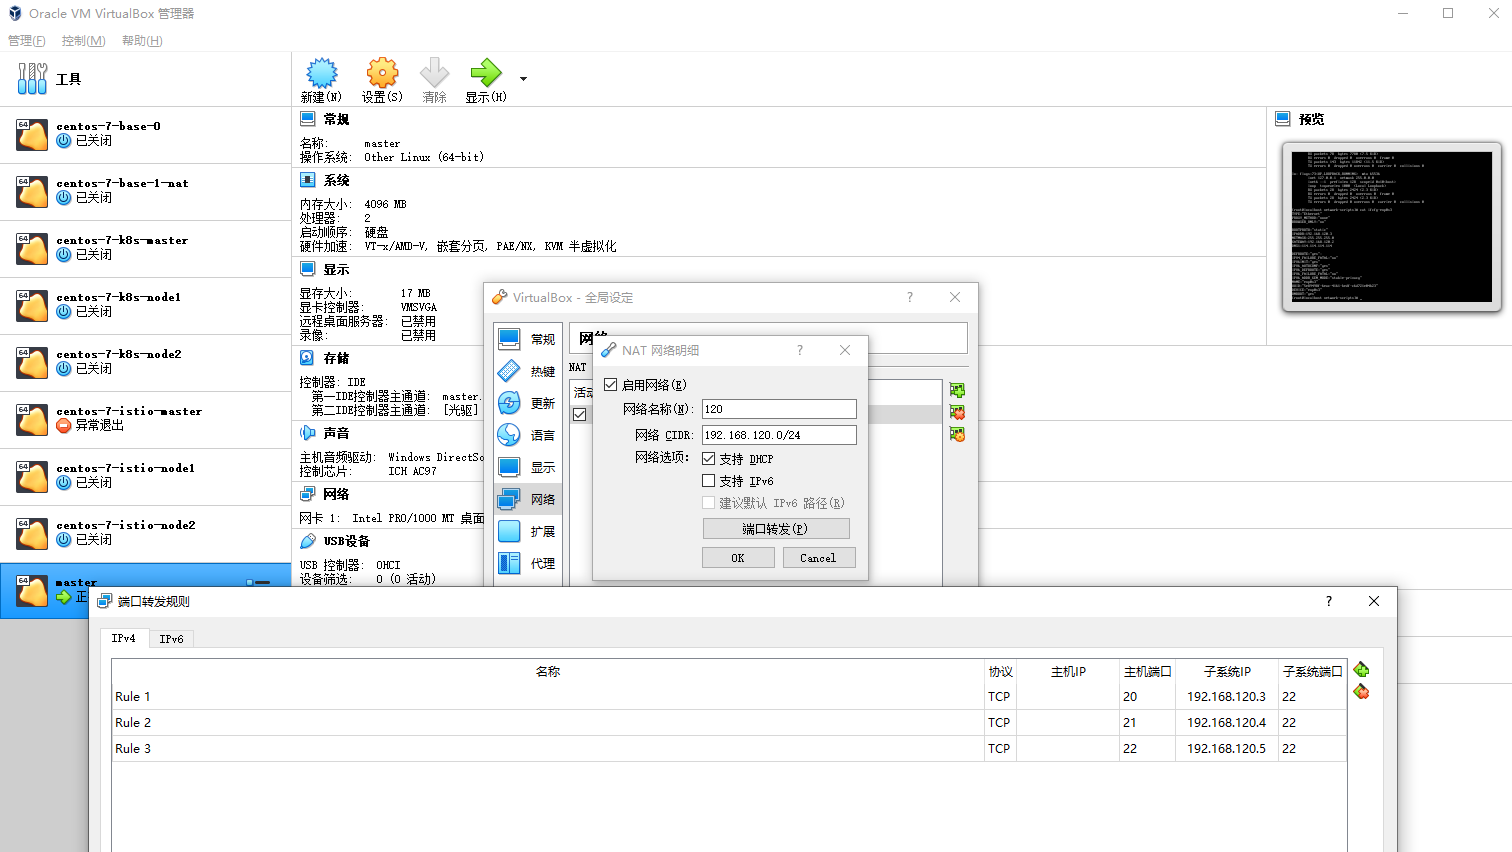 Oracle VM VirtualBox 管理器
管理(F) 控制(M) 帮助(H)
工具
新建(N) 设置(S) 清除 显示(H)
centos-7-base-0
已关闭
centos-7-base-1-nat
已关闭
centos-7-k8s-master
已关闭
centos-7-k8s-node1
已关闭
centos-7-k8s-node2
已关闭
centos-7-istio-master
异常退出
centos-7-istio-node1
已关闭
centos-7-istio-node2
已关闭
master
正
常规
名称: master
操作系统: Other Linux (64-bit)
系统
内存大小: 4096 MB
处理器: 2
启动顺序: 硬盘
硬件加速: VT-x/AMD-V, 嵌套分页, PAE/NX, KVM 半虚拟化
显示
显存大小: 17 MB
显卡控制器: VMSVGA
远程桌面服务器: 已禁用
录像: 已禁用
存储
控制器: IDE
第一IDE控制器主通道: master.
第二IDE控制器主通道: [光驱]
声音
主机音频驱动: Windows DirectSo
控制芯片: ICH AC97
网络
网卡 1: Intel PRO/1000 MT 桌面
USB设备
USB 控制器: OHCI
设备筛选: 0 (0 活动)
预览
VirtualBox - 全局设定
?
常规
热键
更新
语言
显示
网络
扩展
代理
网络
NAT
活动
NAT 网络明细
?
启用网络(E)
网络名称(N): 120
网络 CIDR: 192.168.120.0/24
网络选项: 支持 DHCP
支持 IPv6
建议默认 IPv6 路径(R)
端口转发(P)
OK Cancel
端口转发规则
?
IPv4 IPv6
名称 协议 主机IP 主机端口 子系统IP 子系统端口
Rule 1 TCP 20 192.168.120.3 22
Rule 2 TCP 21 192.168.120.4 22
Rule 3 TCP 22 192.168.120.5 22